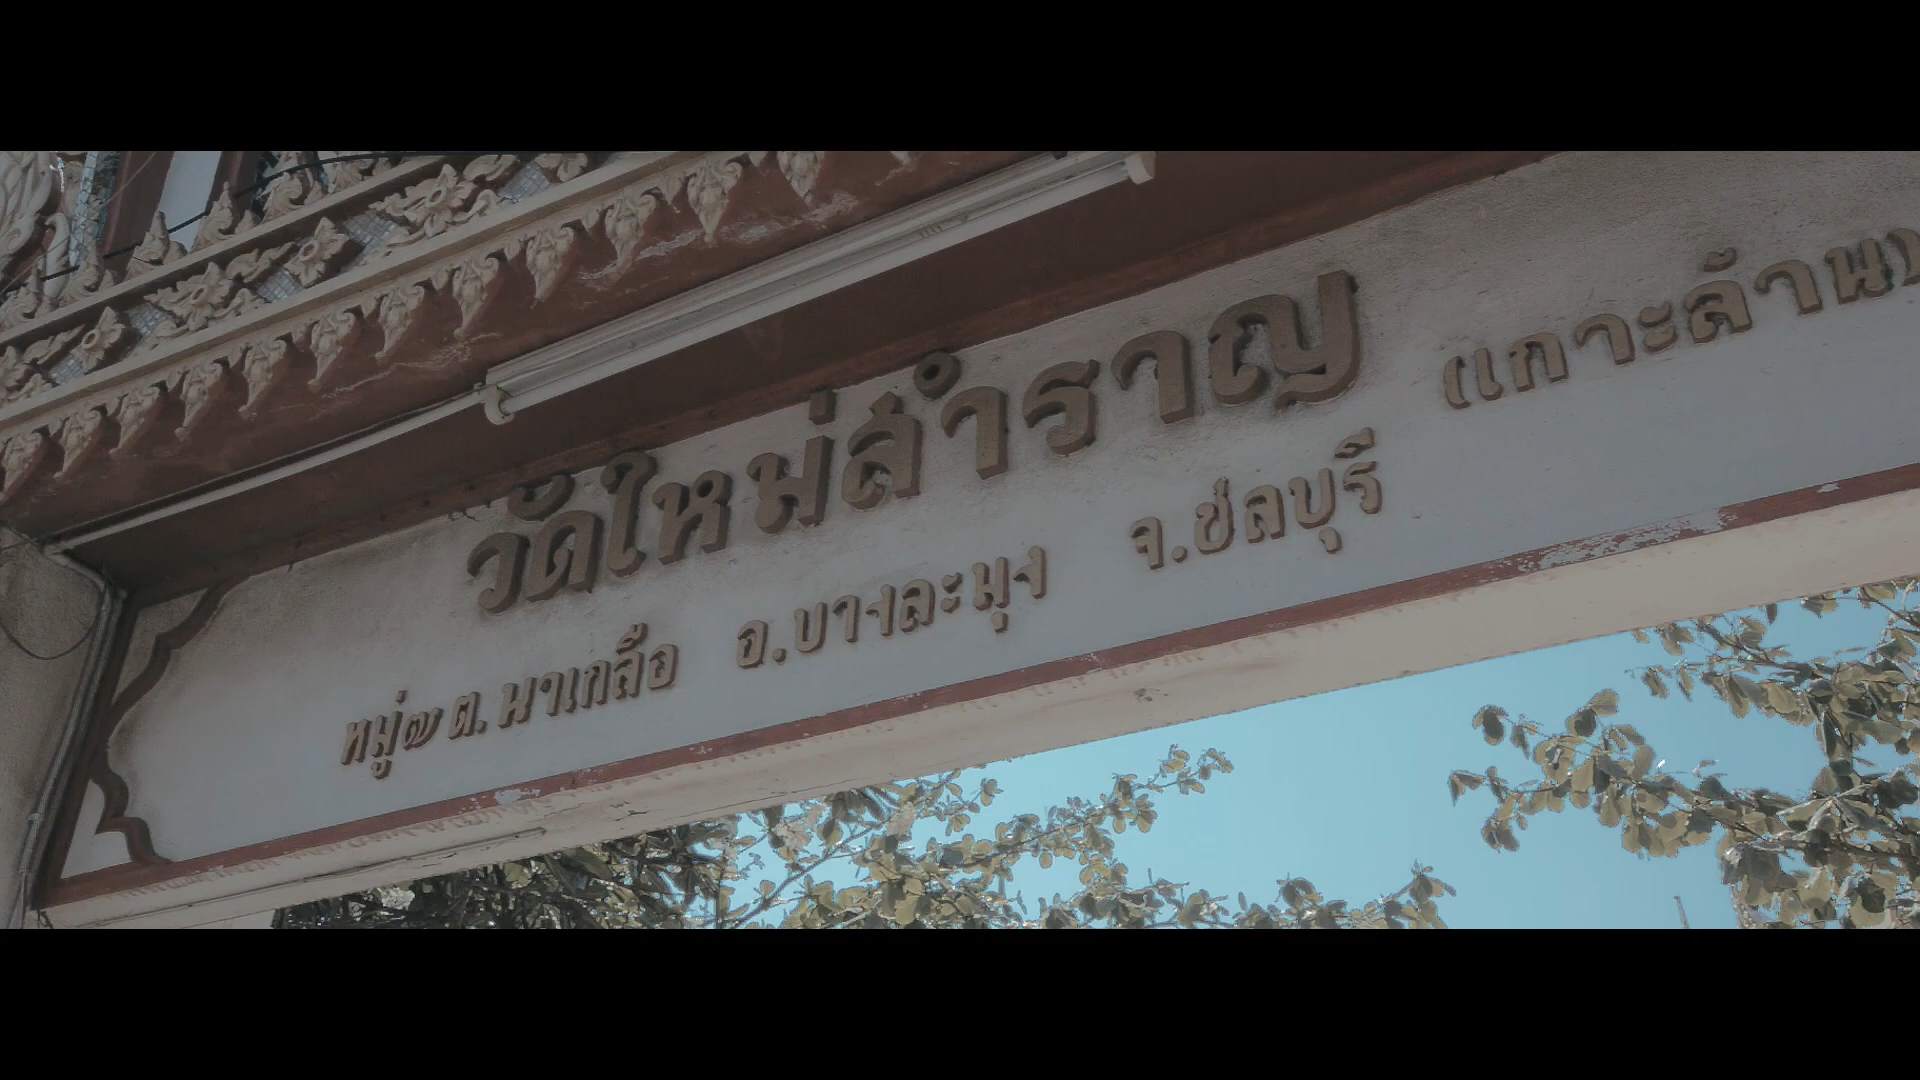 วัดใหม่สำราญ (เกาะล้าน)
หมู่๗ ต.นาเกลือ อ.บางละมุง จ.ชลบุรี